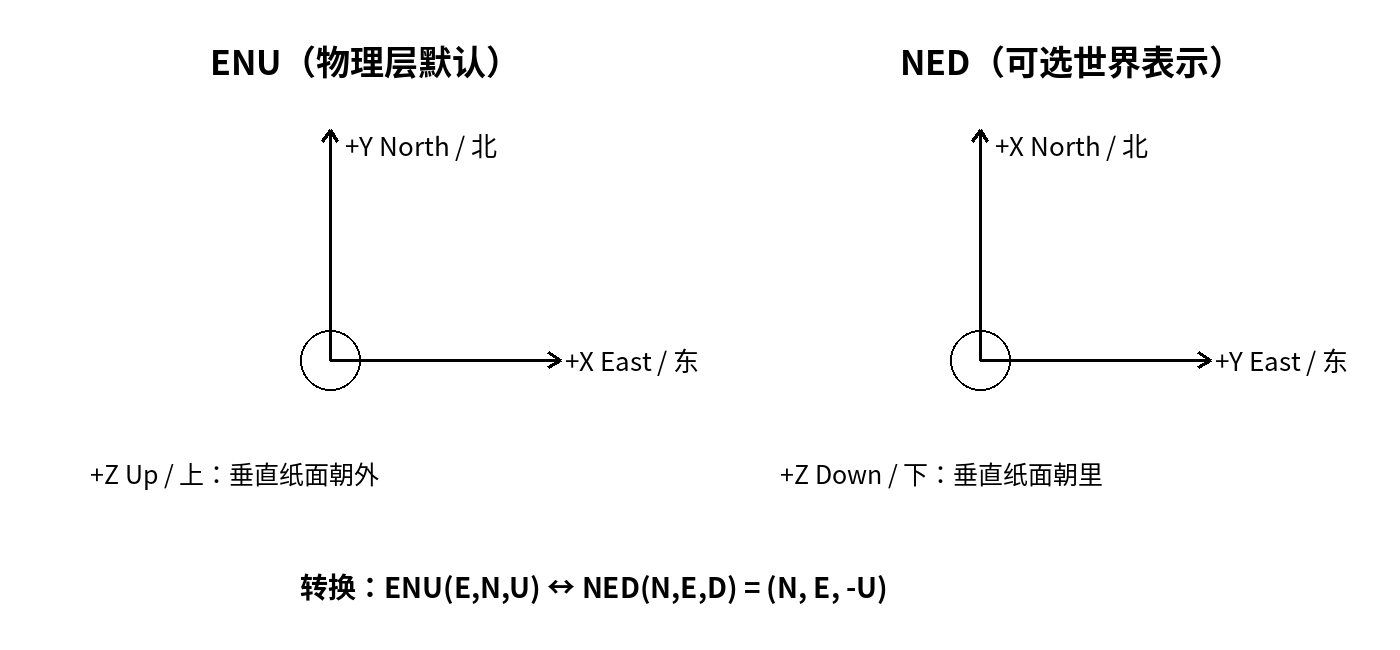 ENU（物理层默认）
+Y North / 北
+X East / 东
+Z Up / 上：垂直纸面朝外
NED（可选世界表示）
+X North / 北
+Y East / 东
+Z Down / 下：垂直纸面朝里
转换：ENU(E,N,U) ↔ NED(N,E,D) = (N, E, -U)